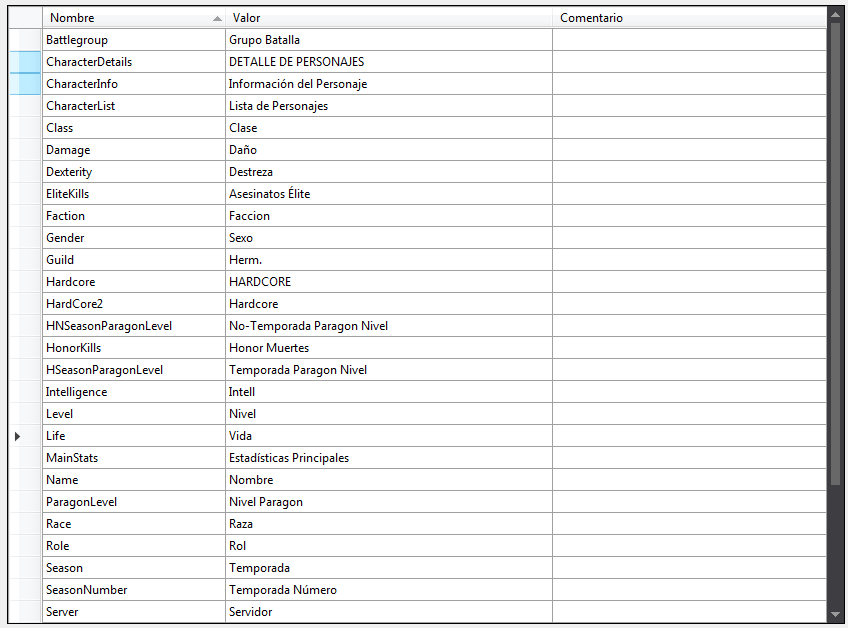 Nombre Valor Comentario
Battlegroup Grupo Batalla
CharacterDetails DETALLE DE PERSONAJES
CharacterInfo Información del Personaje
CharacterList Lista de Personajes
Class Clase
Damage Daño
Dexterity Destreza
EliteKills Asesinatos Élite
Faction Faccion
Gender Sexo
Guild Herm.
Hardcore HARDCORE
HardCore2 Hardcore
HNSeasonParagonLevel No-Temporada Paragon Nivel
HonorKills Honor Muertes
HSeasonParagonLevel Temporada Paragon Nivel
Intelligence Intell
Level Nivel
Life Vida
MainStats Estadísticas Principales
Name Nombre
ParagonLevel Nivel Paragon
Race Raza
Role Rol
Season Temporada
SeasonNumber Temporada Número
Server Servidor